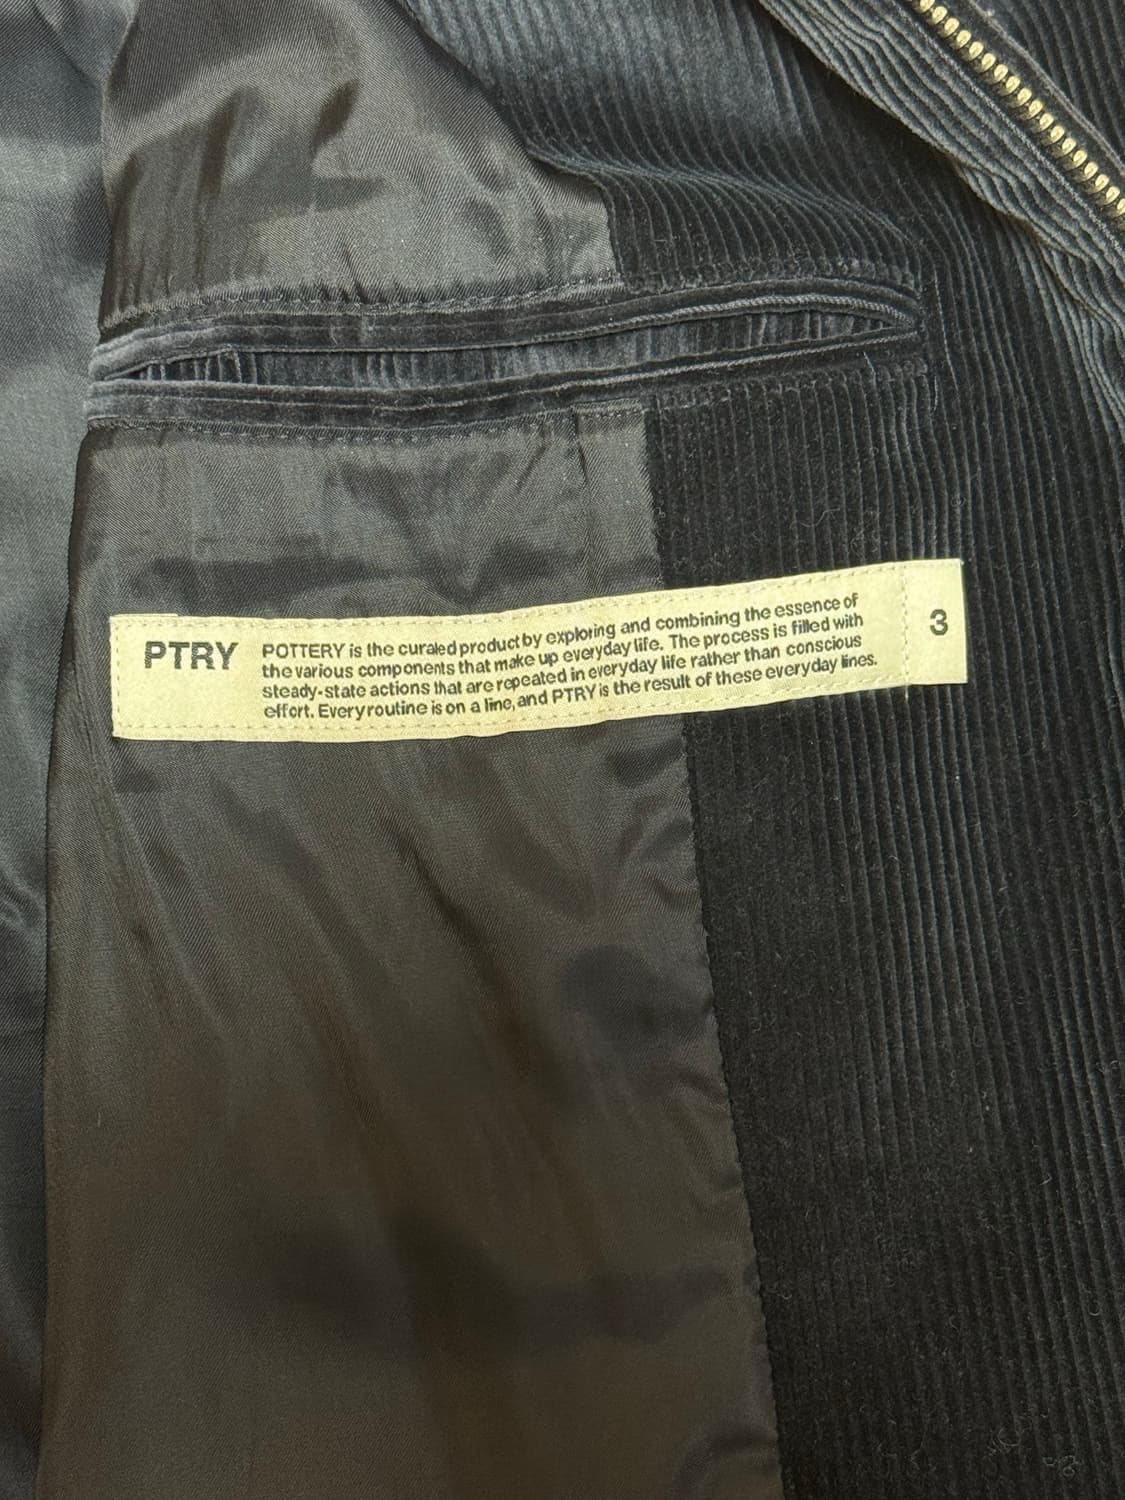 PTRY
POTTERY is the curated product by exploring and combining the essence of
the various components that make up everyday life. The process is filled with
steady-state actions that are repeated in everyday life rather than conscious
effort. Every routine is on a line, and PTRY is the result of these everyday lines.
3